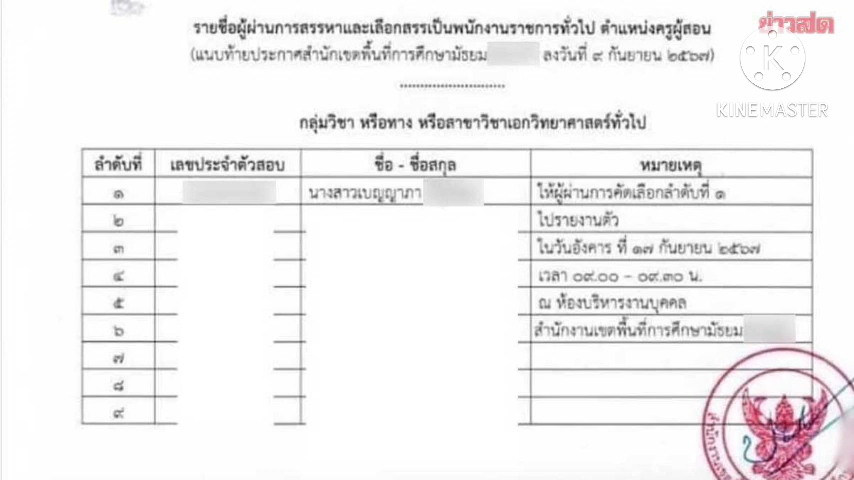 รายชื่อผู้ผ่านการสรรหาและเลือกสรรเป็นพนักงานราชการทั่วไป ตำแหน่งครูผู้สอน
(แนบท้ายประกาศสำนักเขตพื้นที่การศึกษามัธยม ลงวันที่ ๙ กันยายน ๒๕๖๗)
ข่าวสด
KINEMASTER
กลุ่มวิชา หรือทาง หรือสาขาวิชาเอกวิทยาศาสตร์ทั่วไป
ลำดับที่ เลขประจำตัวสอบ ชื่อ - ชื่อสกุล หมายเหตุ
๑ นางสาวเบญญาภา ให้ผู้ผ่านการคัดเลือกลำดับที่ ๑
๒ ไปรายงานตัว
๓ ในวันอังคาร ที่ ๑๗ กันยายน ๒๕๖๗
๔ เวลา ๐๙.๐๐ - ๐๙.๓๐ น.
๕ ณ ห้องบริหารงานบุคคล
๖ สำนักงานเขตพื้นที่การศึกษามัธยม
๗
๘
๙